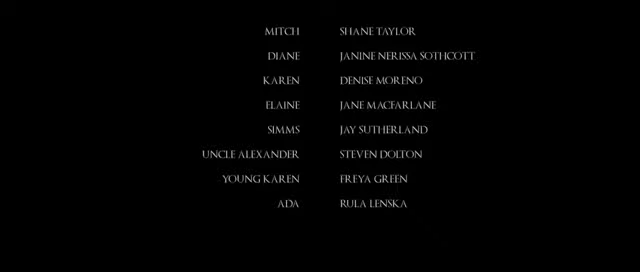 MITCH SHANE TAYLOR
DIANE JANINE NERISSA SOTHCOTT
KAREN DENISE MORENO
ELAINE JANE MACFARLANE
SIMMS JAY SUTHERLAND
UNCLE ALEXANDER STEVEN DOLTON
YOUNG KAREN FREYA GREEN
ADA RULA LENSKA